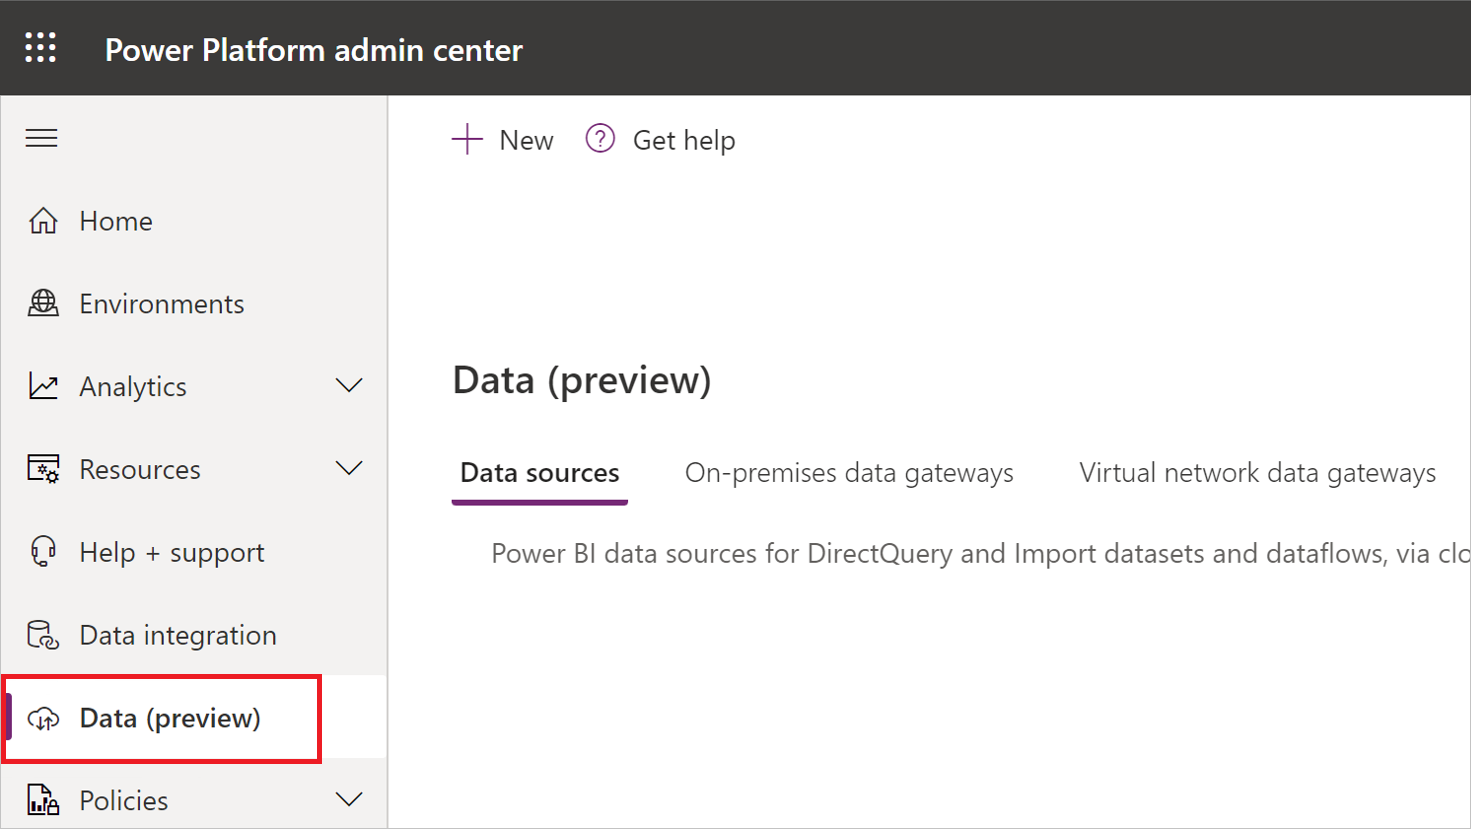 Power Platform admin center
New
Get help
Home
Environments
Analytics
Resources
Help + support
Data integration
Data (preview)
Policies
Data (preview)
Data sources
On-premises data gateways
Virtual network data gateways
Power BI data sources for DirectQuery and Import datasets and dataflows, via clo